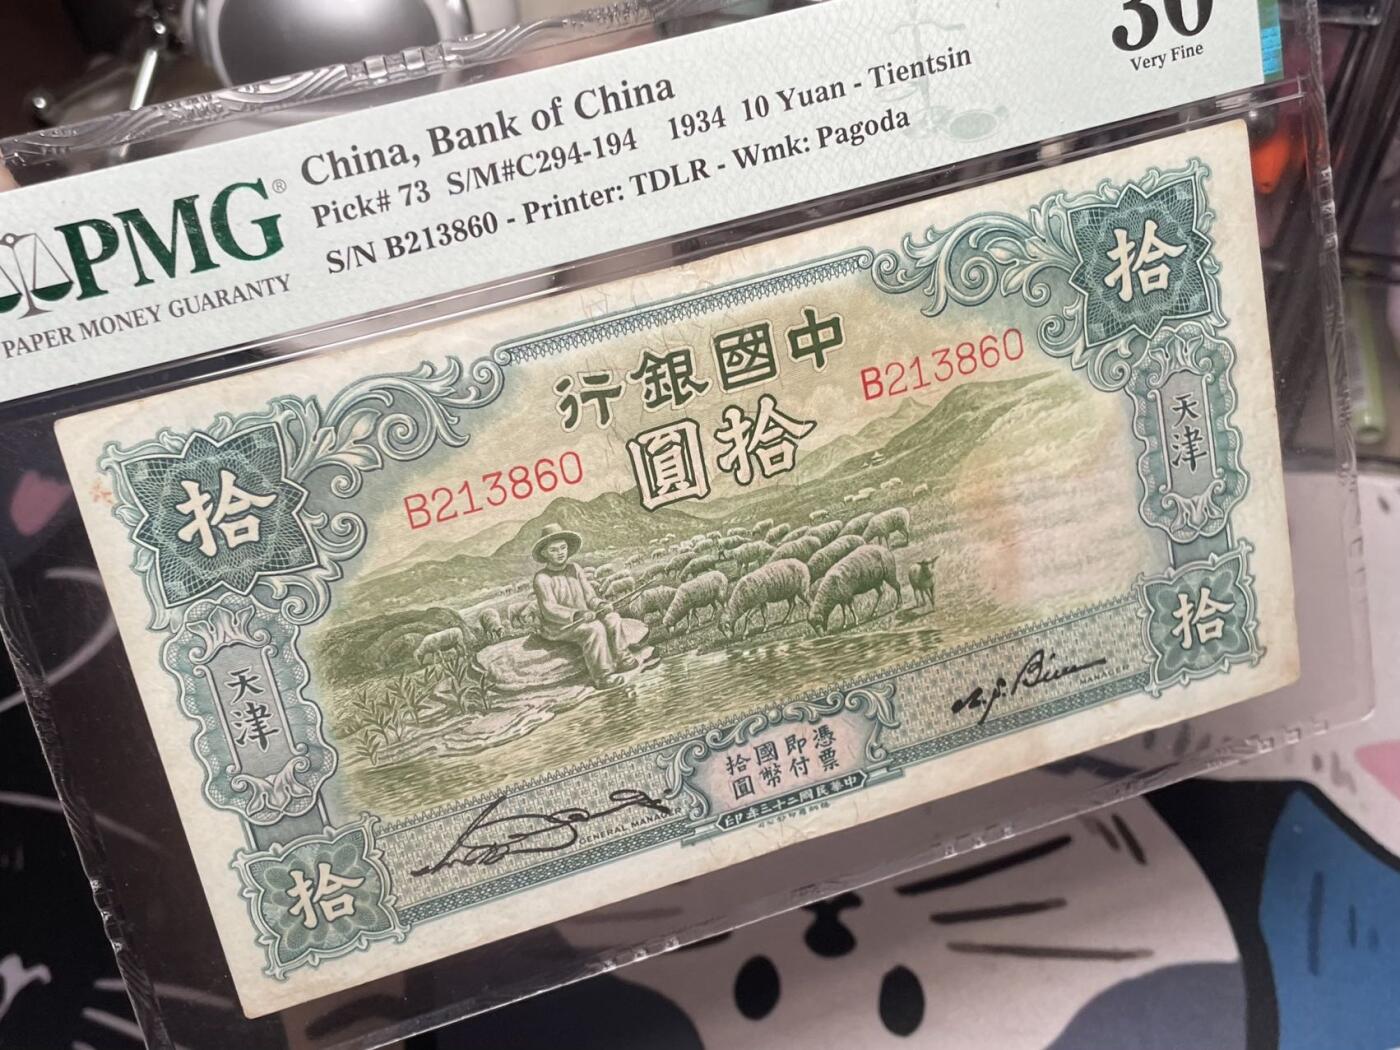 30
Very Fine
China, Bank of China
Pick# 73 S/M#C294-194 1934 10 Yuan - Tientsin
S/N B213860 - Printer: TDLR - Wmk: Pagoda
PMG®
PAPER MONEY GUARANTY
行銀國中
圓拾
拾
拾
B213860
B213860
天津
天津
拾
拾
憑票
即付
國幣
拾圓
印年三十二國民華中
GENERAL MANAGER
MANAGER